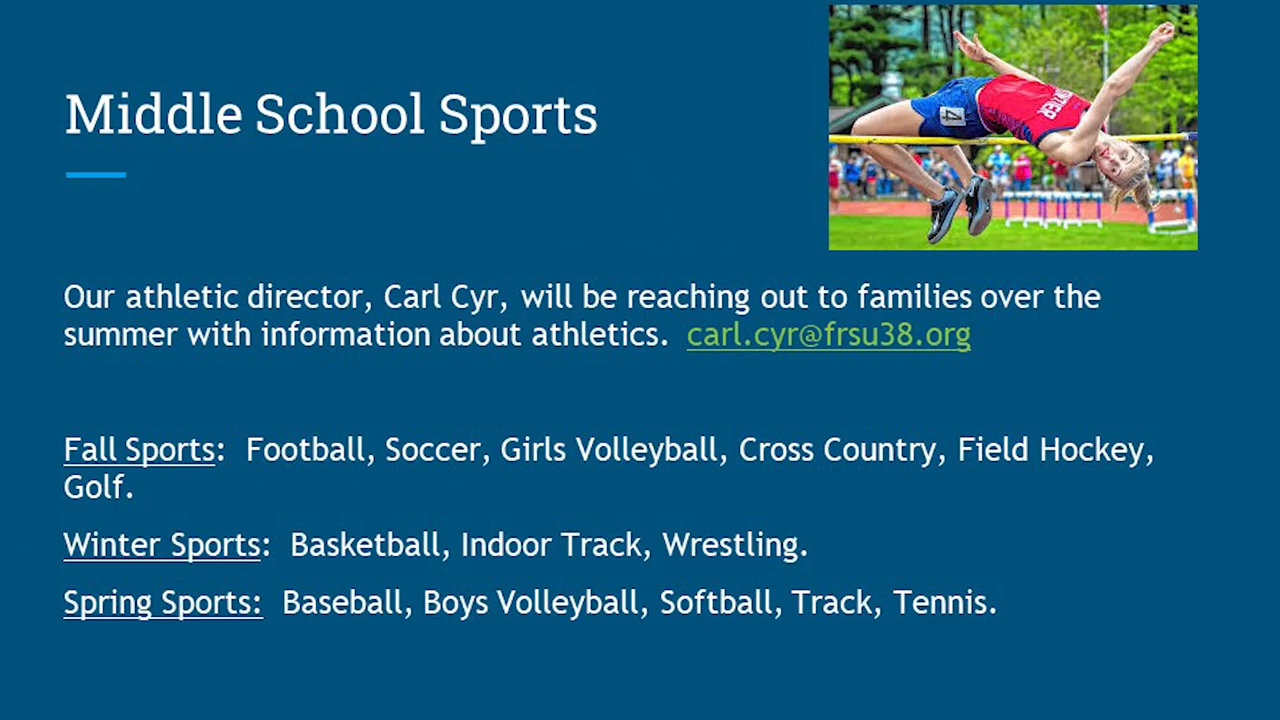 Middle School Sports
Our athletic director, Carl Cyr, will be reaching out to families over the
summer with information about athletics. carl.cyr@frsu38.org
Fall Sports: Football, Soccer, Girls Volleyball, Cross Country, Field Hockey,
Golf.
Winter Sports: Basketball, Indoor Track, Wrestling.
Spring Sports: Baseball, Boys Volleyball, Softball, Track, Tennis.
4